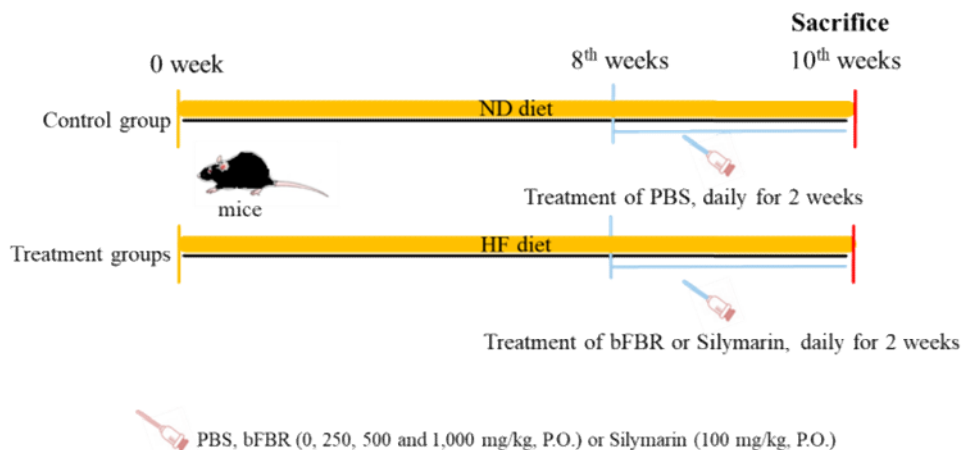 Sacrifice
0 week 8th weeks 10th weeks
Control group ND diet
Treatment of PBS, daily for 2 weeks
mice
Treatment groups HF diet
Treatment of bFBR or Silymarin, daily for 2 weeks
PBS, bFBR (0, 250, 500 and 1,000 mg/kg, P.O.) or Silymarin (100 mg/kg, P.O.)